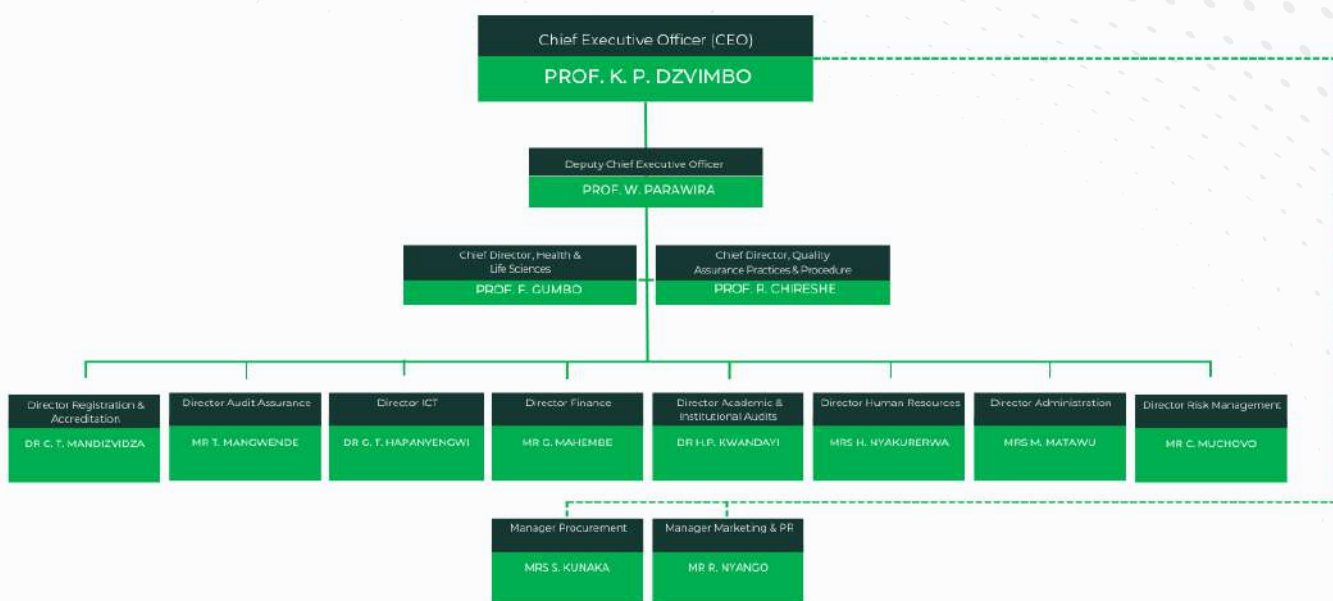 Chief Executive Officer (CEO)
PROF. K. P. DZVIMBO
Deputy Chief Executive Officer
PROF. W. PARAWIRA
Chief Director, Health &
Life Sciences
PROF. F. GUMBO
Chief Director, Quality
Assurance Practices & Procedure
PROF. R. CHIRESHE
Director Registration &
Accreditation
DR C. T. MANDIZVIDZA
Director Audit Assurance
MR T. MANGWENDE
Director ICT
DR G. T. HAPANYENGWI
Director Finance
MR G. MAHEMBE
Director Academic &
Institutional Audits
DR H.P. KWANDAYI
Director Human Resources
MRS H. NYAKURERWA
Director Administration
MRS M. MATAWU
Director Risk Management
MR C. MUCHOVO
Manager Procurement
MRS S. KUNAKA
Manager Marketing & PR
MR R. NYANGO